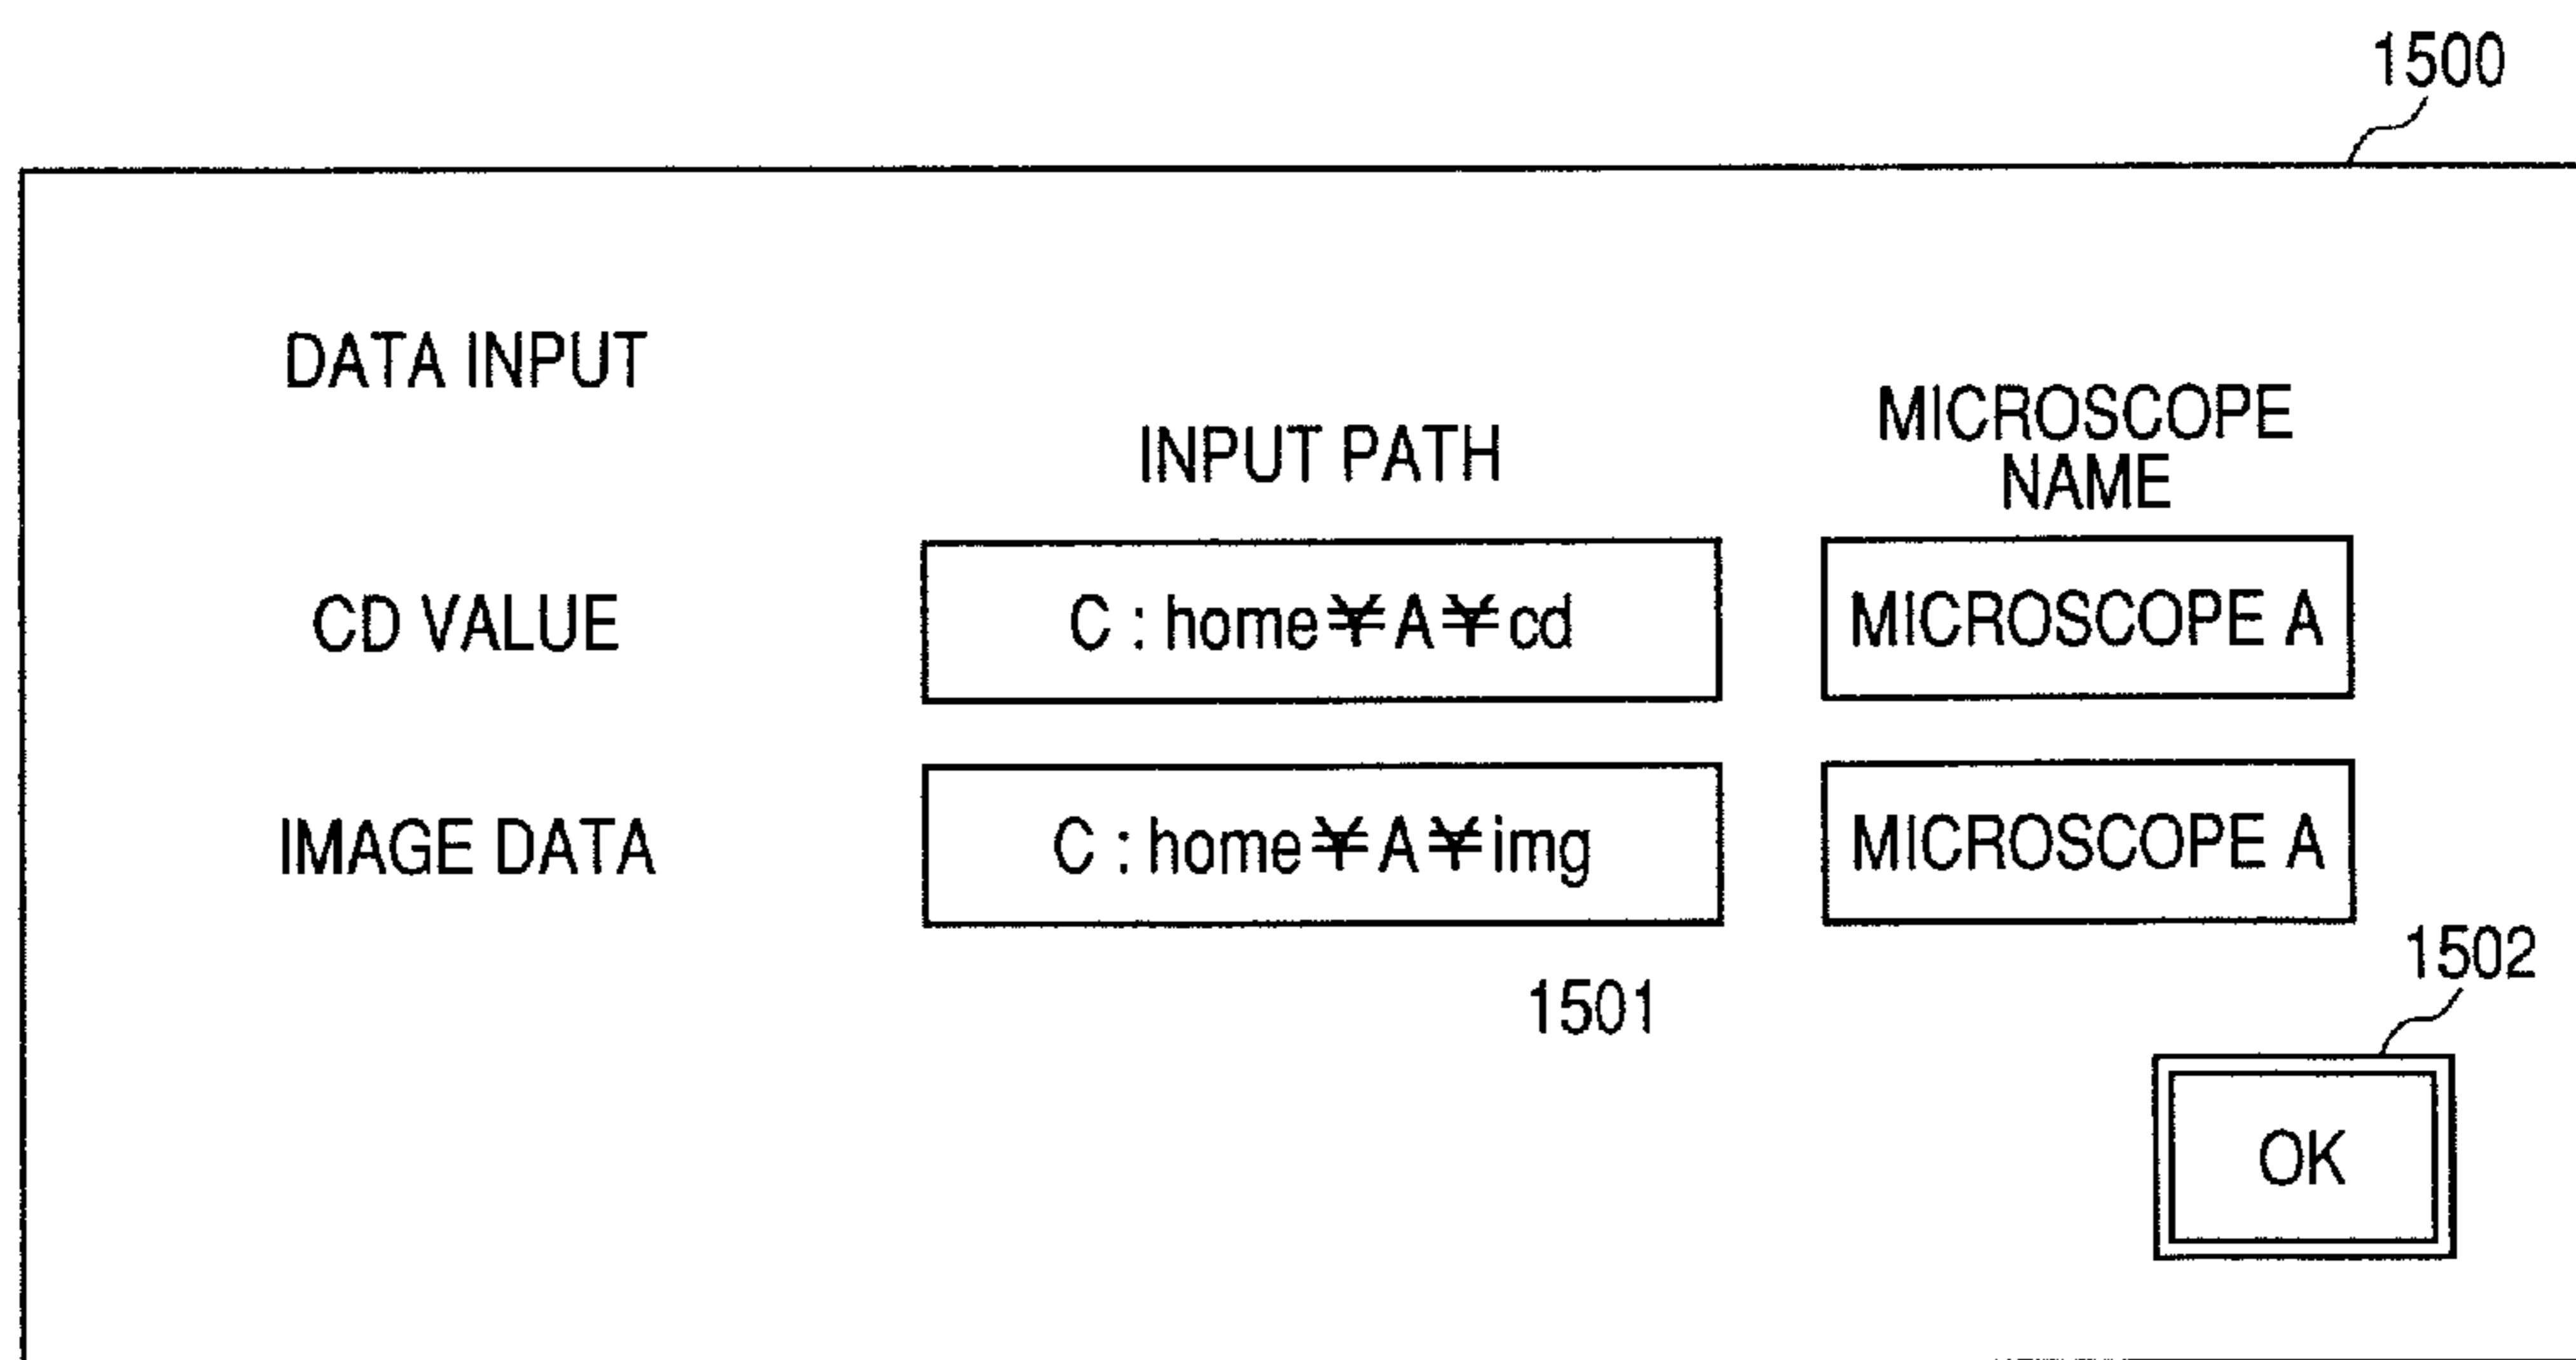 1500
DATA INPUT
INPUT PATH
MICROSCOPE
NAME
CD VALUE
C : home¥A¥cd
MICROSCOPE A
IMAGE DATA
C : home¥A¥img
MICROSCOPE A
1501
1502
OK